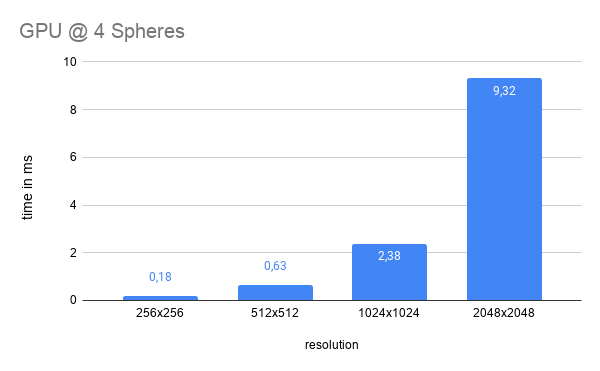 GPU @ 4 Spheres
10
8
6
4
2
0
time in ms
0,18
0,63
2,38
9,32
256x256
512x512
1024x1024
2048x2048
resolution